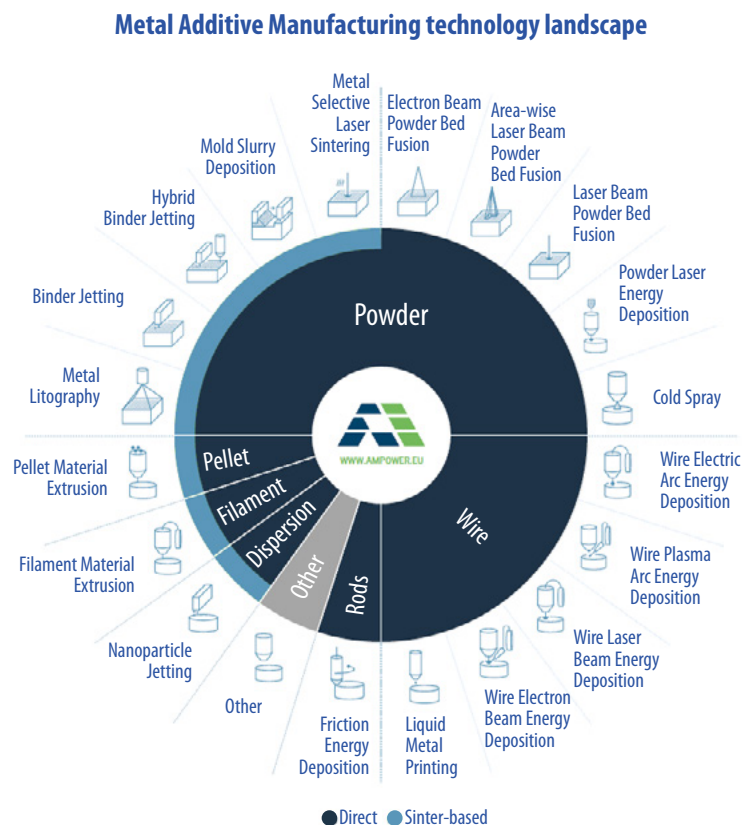 Metal Additive Manufacturing technology landscape
Metal
Selective
Laser
Sintering
Electron Beam
Powder Bed
Fusion
Area-wise
Laser Beam
Powder
Bed Fusion
Laser Beam
Powder Bed
Fusion
Powder Laser
Energy
Deposition
Cold Spray
Wire Electric
Arc Energy
Deposition
Wire Plasma
Arc Energy
Deposition
Wire Laser
Beam Energy
Deposition
Wire Electron
Beam Energy
Deposition
Liquid
Metal
Printing
Friction
Energy
Deposition
Other
Nanoparticle
Jetting
Filament Material
Extrusion
Pellet Material
Extrusion
Metal
Litography
Binder Jetting
Hybrid
Binder Jetting
Mold Slurry
Deposition
Powder
WWW.AMPOWER.EU
Pellet
Filament
Dispersion
Other
Rods
Wire
Direct
Sinter-based